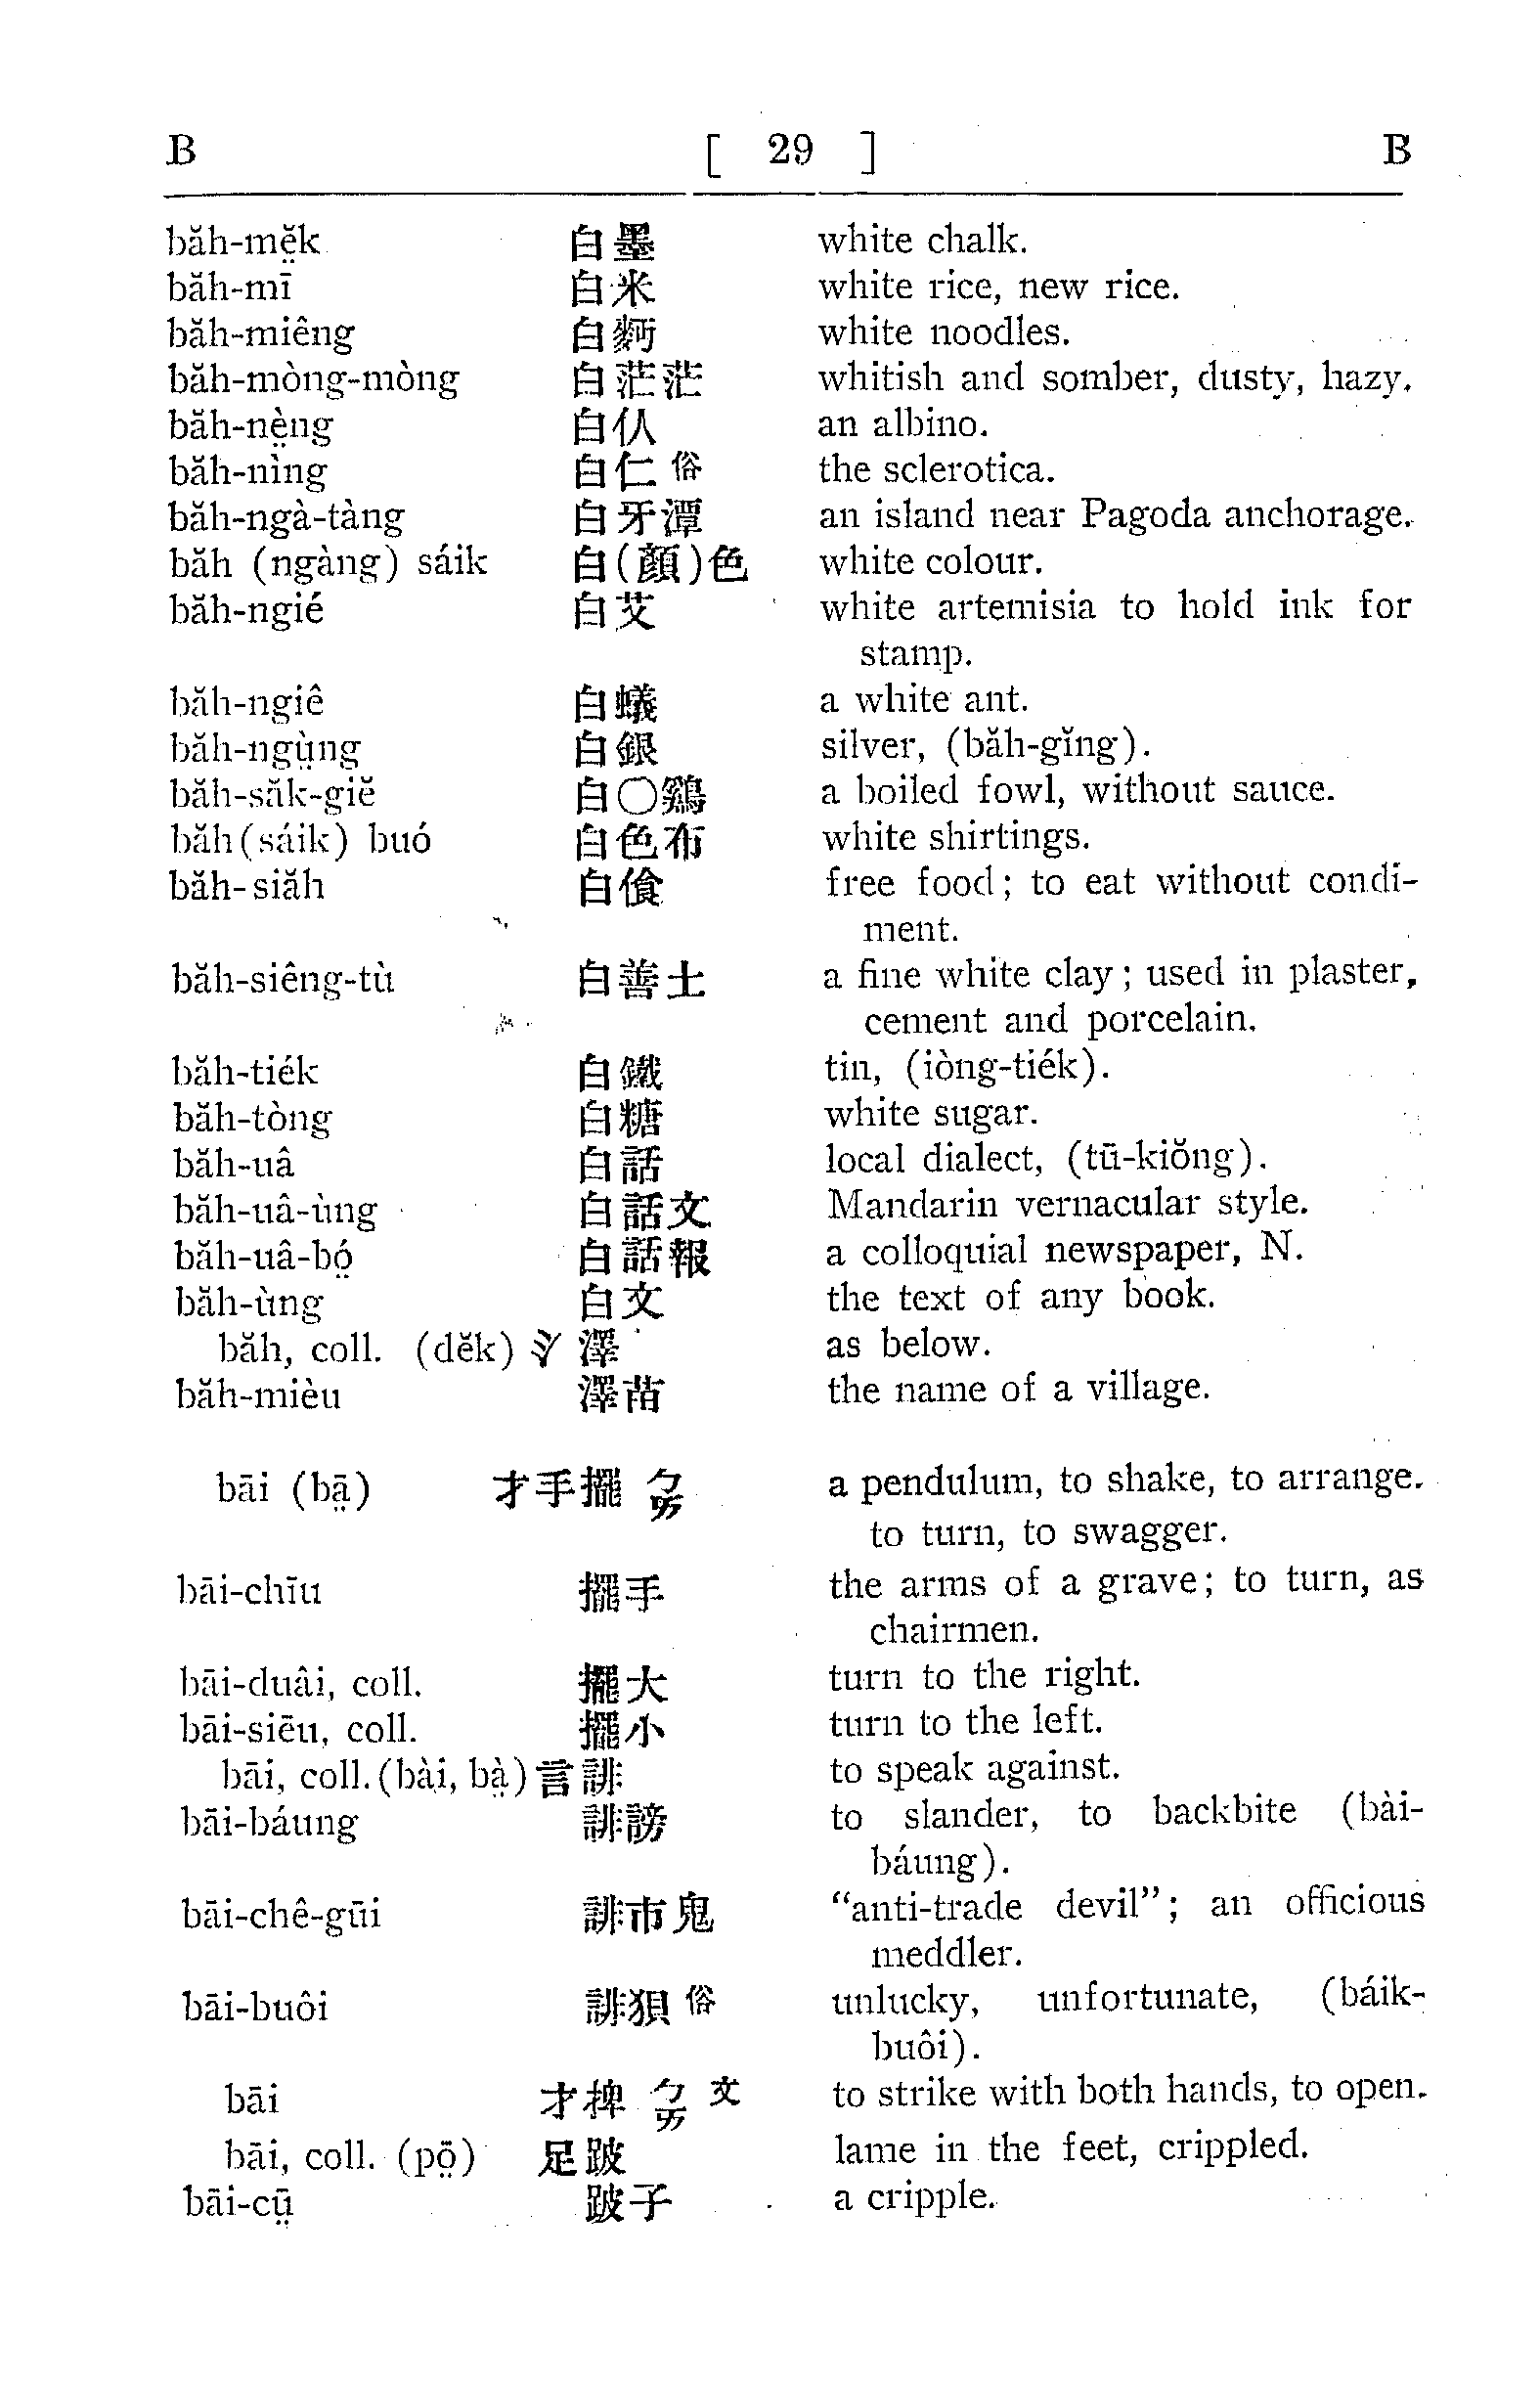 B [ 29 ] B
băh-mĕ̤k 白墨 white chalk.
băh-mī 白米 white rice, new rice.
băh-miêng 白麪 white noodles.
băh-mòng-mòng 白茫茫 whitish and somber, dusty, hazy.
băh-nè̤ng 白仈 an albino.
băh-nìng 白仁 俗 the sclerotica.
băh-ngà-tàng 白牙潭 an island near Pagoda anchorage.
băh (ngàng) sáik 白(顏)色 white colour.
băh-ngié 白艾 white artemisia to hold ink for
stamp.
băh-ngiê 白蟻 a white ant.
băh-ngṳ̀ng 白銀 silver, (băh-gĭng).
băh-săk-giĕ 白〇鷄 a boiled fowl, without sauce.
băh(sáik) buó 白色布 white shirtings.
băh-siăh 白偣 free food; to eat without condi-
ment.
băh-siêng-tù 白善土 a fine white clay; used in plaster,
cement and porcelain.
băh-tiék 白鐵 tin, (iòng-tiék).
băh-tòng 白糖 white sugar.
băh-uâ 白話 local dialect, (tū-kiŏng).
băh-uâ-ùng 白話文 Mandarin vernacular style.
băh-uâ-bó̤ 白話報 a colloquial newspaper, N.
băh-ùng 白文 the text of any book.
băh, coll. (dĕk) 氵澤 as below.
băh-mièu 澤苗 the name of a village.
bāi (bā̤) 才手擺 ㄅㄞ a pendulum, to shake, to arrange.
to turn, to swagger.
bāi-chīu 擺手 the arms of a grave; to turn, as
chairmen.
bāi-duâi, coll. 擺大 turn to the right.
bāi-siēu, coll. 擺小 turn to the left.
bāi, coll.(bài, bà̤) 言誹 to speak against.
bāi-báung 誹謗 to slander, to backbite (bài-
báung).
bāi-chê-gūi 誹市鬼 “anti-trade devil”; an officious
meddler.
bāi-buôi 誹狽 俗 unlucky, unfortunate, (báik-
buôi).
bāi 才捭 ㄅㄞ 文 to strike with both hands, to open.
bāi, coll. (pō̤) 足跛 lame in the feet, crippled.
bāi-cṳ̄ 跛子 a cripple.